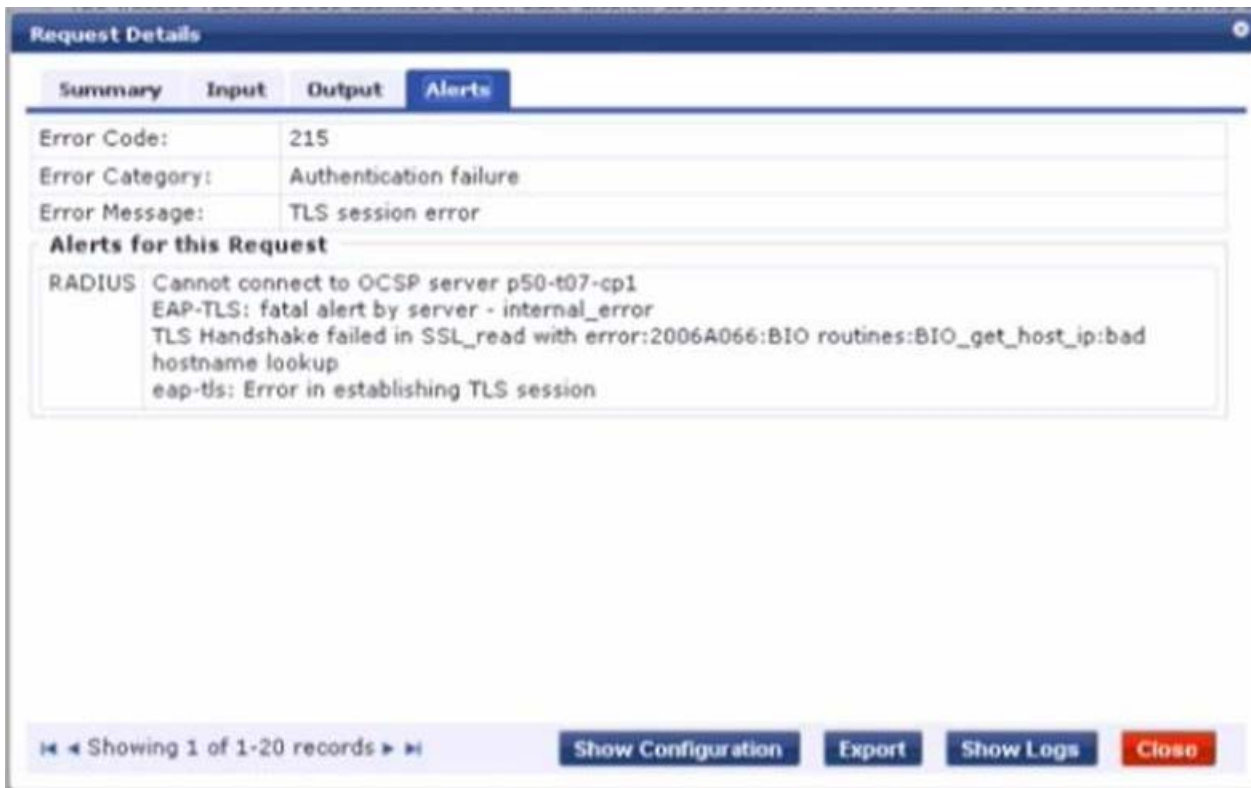 Request Details
Summary Input Output Alerts
Error Code: 215
Error Category: Authentication failure
Error Message: TLS session error
Alerts for this Request
RADIUS Cannot connect to OCSP server p50-t07-cp1
EAP-TLS: fatal alert by server - internal_error
TLS Handshake failed in SSL_read with error:2006A066:BIO routines:BIO_get_host_ip:bad
hostname lookup
eap-tls: Error in establishing TLS session
Showing 1 of 1-20 records Show Configuration Export Show Logs Close